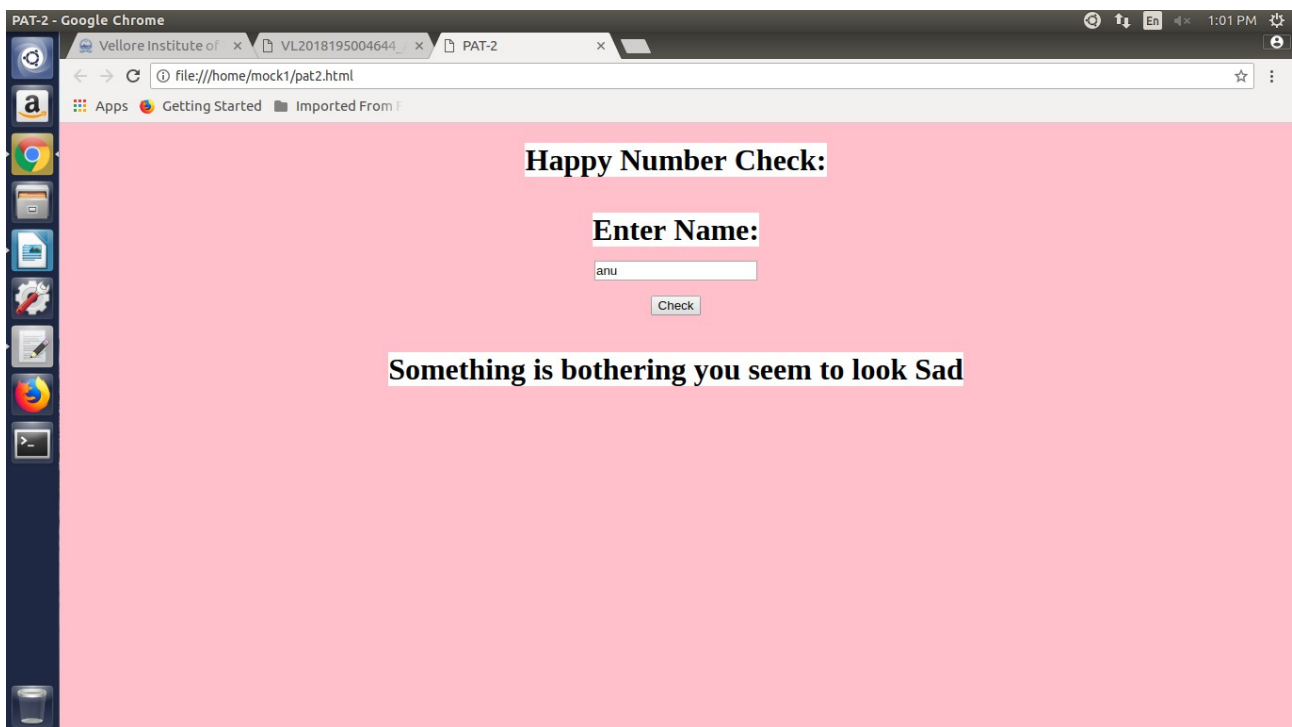 PAT-2 - Google Chrome
En
1:01 PM
Vellore Institute of
VL2018195004644_
PAT-2
file:///home/mock1/pat2.html
Apps
Getting Started
Imported From F
Happy Number Check:
Enter Name:
anu
Check
Something is bothering you seem to look Sad